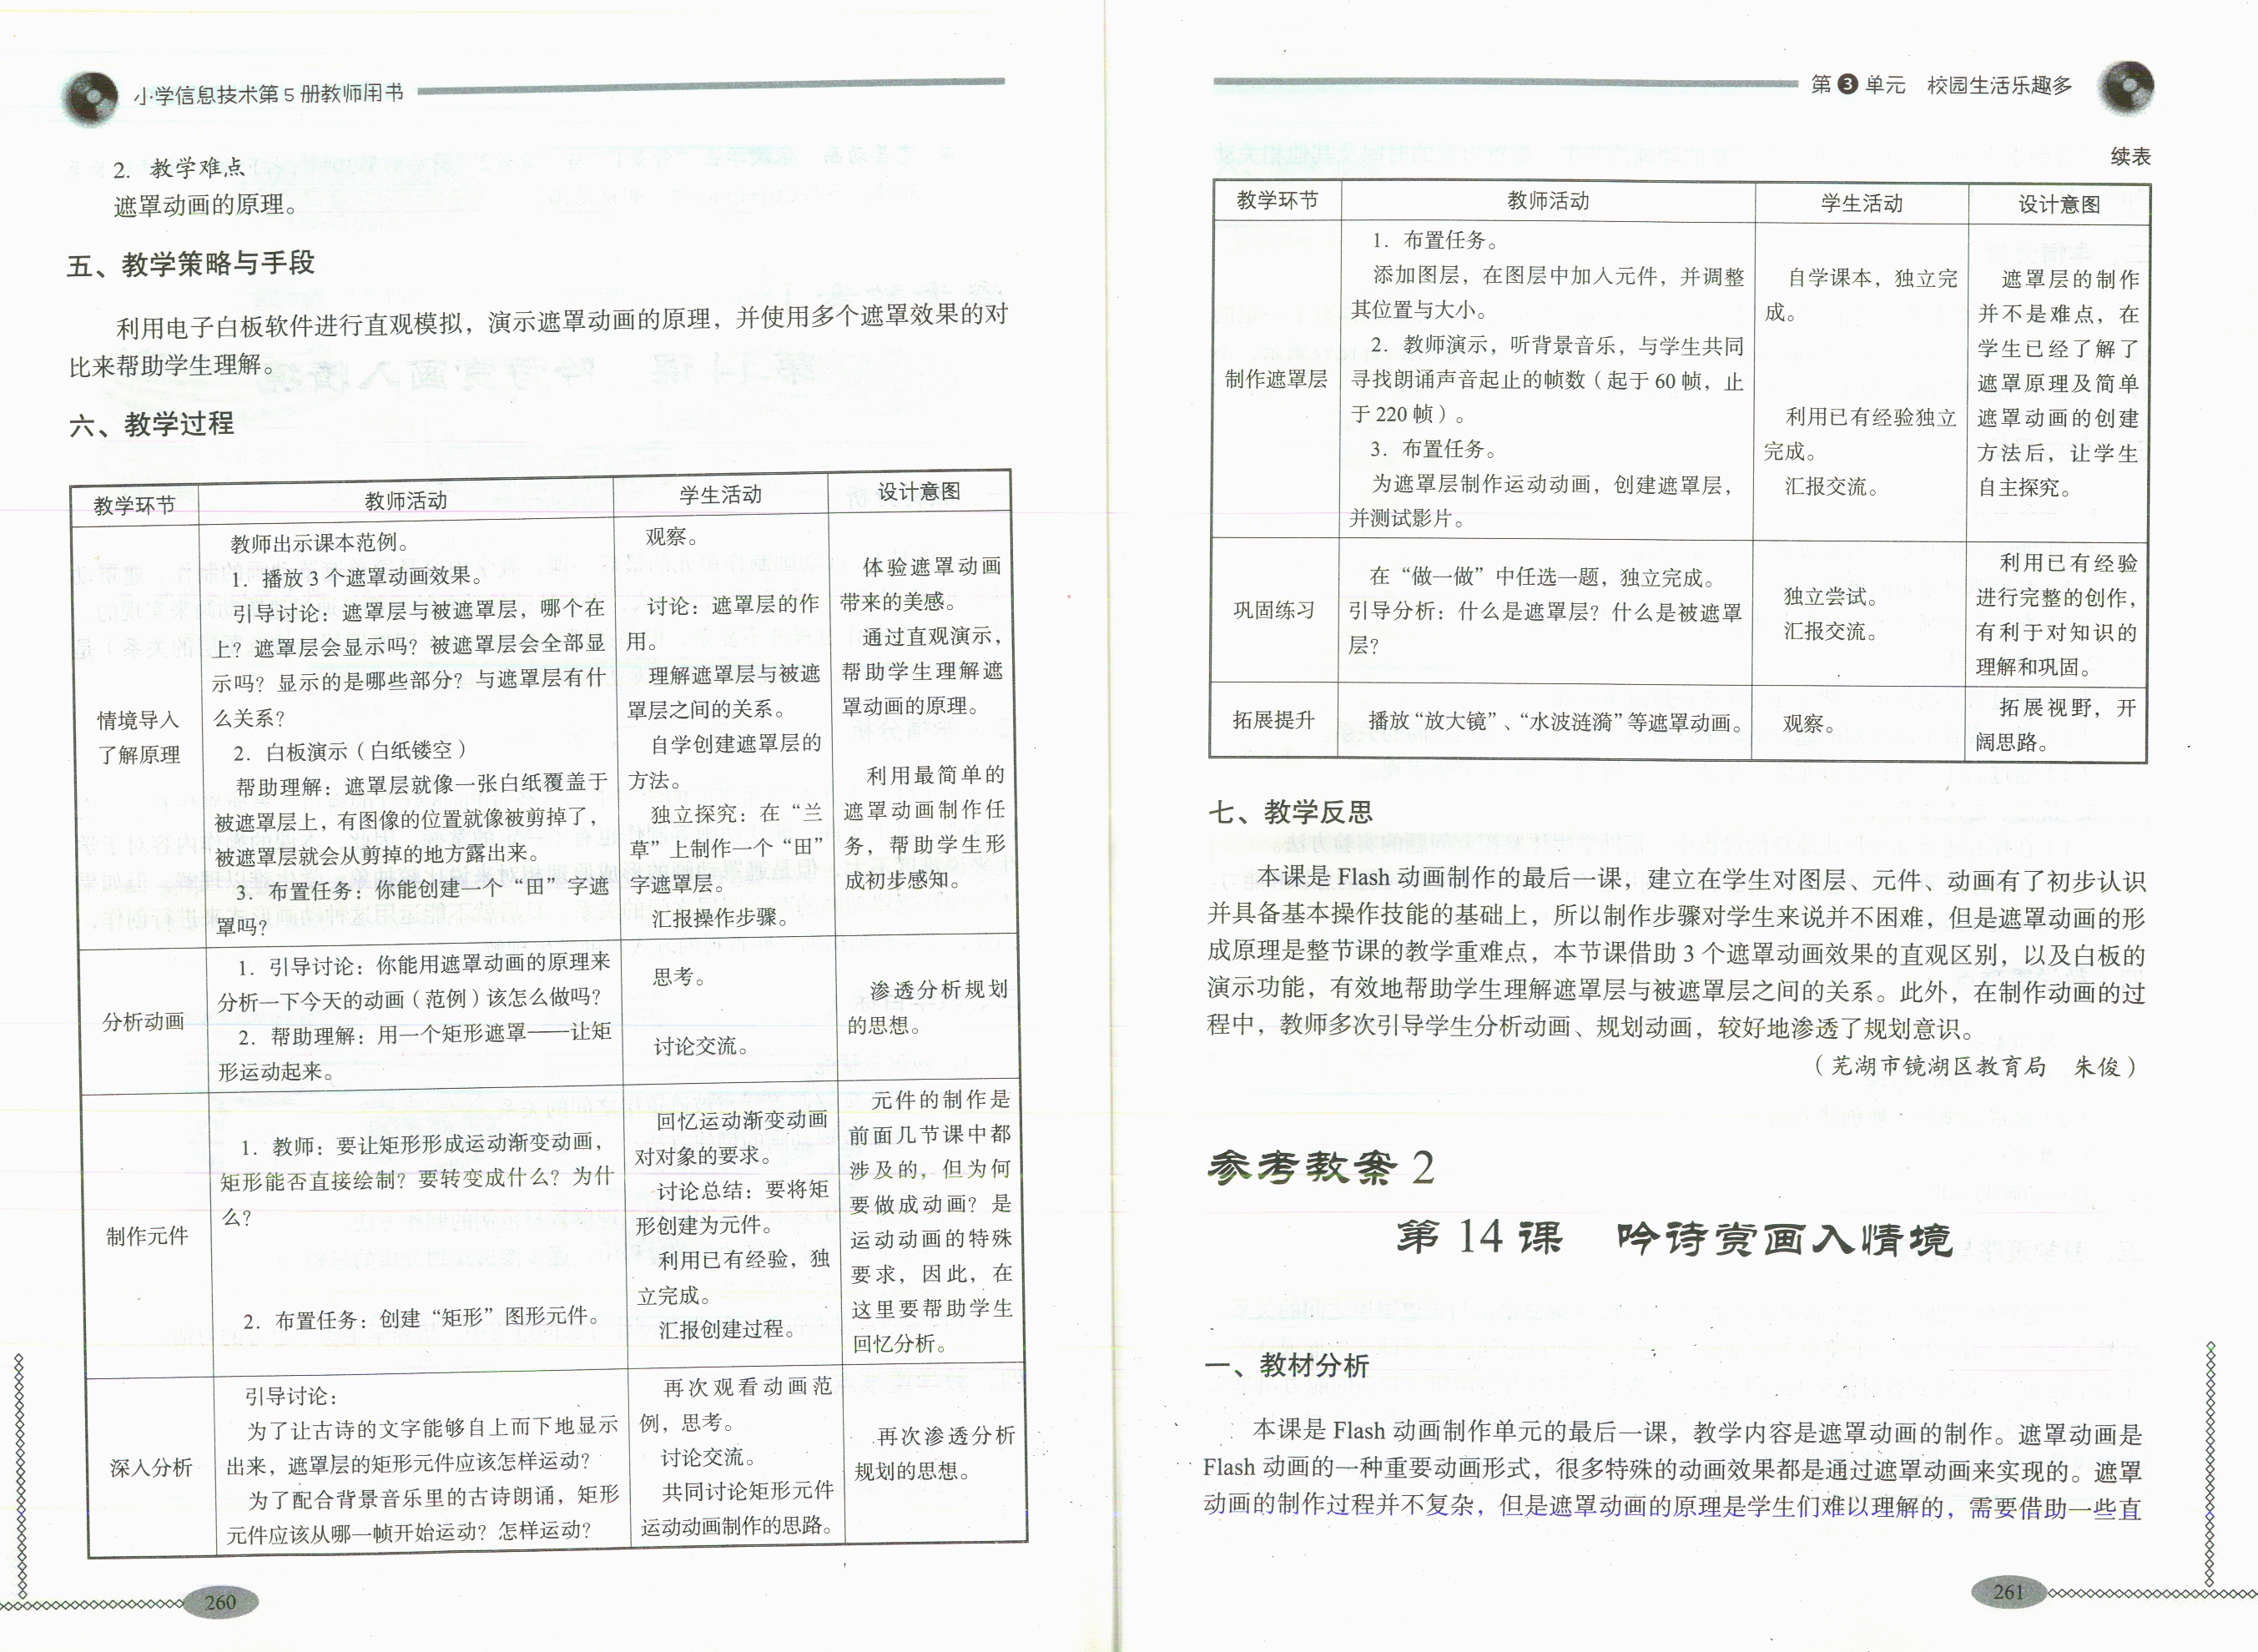 小学信息技术第5册教师用书
2. 教学难点
遮罩动画的原理。
五、教学策略与手段
利用电子白板软件进行直观模拟，演示遮罩动画的原理，并使用多个遮罩效果的对
比来帮助学生理解。
六、教学过程
教学环节 教师活动 学生活动 设计意图
情境导入
了解原理
教师出示课本范例。
1. 播放3个遮罩动画效果。
引导讨论：遮罩层与被遮罩层，哪个在
上？遮罩层会显示吗？被遮罩层会全部显
示吗？显示的是哪些部分？与遮罩层有什
么关系？
2. 白板演示（白纸镂空）
帮助理解：遮罩层就像一张白纸覆盖于
被遮罩层上，有图像的位置就像被剪掉了，
被遮罩层就会从剪掉的地方露出来。
3. 布置任务：你能创建一个“田”字遮
罩吗？
观察。
讨论：遮罩层的作
用。
理解遮罩层与被遮
罩层之间的关系。
自学创建遮罩层的
方法。
独立探究：在“兰
草”上制作一个“田”
字遮罩层。
汇报操作步骤。
体验遮罩动画
带来的美感。
通过直观演示，
帮助学生理解遮
罩动画的原理。
利用最简单的
遮罩动画制作任
务，帮助学生形
成初步感知。
分析动画
1. 引导讨论：你能用遮罩动画的原理来
分析一下今天的动画（范例）该怎么做吗？
2. 帮助理解：用一个矩形遮罩——让矩
形运动起来。
思考。
讨论交流。
渗透分析规划
的思想。
制作元件
1. 教师：要让矩形形成运动渐变动画，
矩形能否直接绘制？要转变成什么？为什
么？
2. 布置任务：创建“矩形”图形元件。
回忆运动渐变动画
对对象的要求。
讨论总结：要将矩
形创建为元件。
利用已有经验，独
立完成。
汇报创建过程。
元件的制作是
前面几节课中都
涉及的，但为何
要做成动画？是
运动动画的特殊
要求，因此，在
这里要帮助学生
回忆分析。
深入分析
引导讨论：
为了让古诗的文字能够自上而下地显示
出来，遮罩层的矩形元件应该怎样运动？
为了配合背景音乐里的古诗朗诵，矩形
元件应该从哪一帧开始运动？怎样运动？
再次观看动画范
例，思考。
讨论交流。
共同讨论矩形元件
运动动画制作的思路。
再次渗透分析
规划的思想。
260
第3单元 校园生活乐趣多
续表
教学环节 教师活动 学生活动 设计意图
制作遮罩层
1. 布置任务。
添加图层，在图层中加入元件，并调整
其位置与大小。
2. 教师演示，听背景音乐，与学生共同
寻找朗诵声音起止的帧数（起于60帧，止
于220帧）。
3. 布置任务。
为遮罩层制作运动动画，创建遮罩层，
并测试影片。
自学课本，独立完
成。
利用已有经验独立
完成。
汇报交流。
遮罩层的制作
并不是难点，在
学生已经了解了
遮罩原理及简单
遮罩动画的创建
方法后，让学生
自主探究。
巩固练习
在“做一做”中任选一题，独立完成。
引导分析：什么是遮罩层？什么是被遮罩
层？
独立尝试。
汇报交流。
利用已有经验
进行完整的创作，
有利于对知识的
理解和巩固。
拓展提升
播放“放大镜”、“水波涟漪”等遮罩动画。
观察。
拓展视野，开
阔思路。
七、教学反思
本课是Flash动画制作的最后一课，建立在学生对图层、元件、动画有了初步认识
并具备基本操作技能的基础上，所以制作步骤对学生来说并不困难，但是遮罩动画的形
成原理是整节课的教学重难点，本节课借助3个遮罩动画效果的直观区别，以及白板的
演示功能，有效地帮助学生理解遮罩层与被遮罩层之间的关系。此外，在制作动画的过
程中，教师多次引导学生分析动画、规划动画，较好地渗透了规划意识。
（芜湖市镜湖区教育局 朱俊）
参考教案2
第14课 吟诗赏画入情境
一、教材分析
本课是Flash动画制作单元的最后一课，教学内容是遮罩动画的制作。遮罩动画是
Flash动画的一种重要动画形式，很多特殊的动画效果都是通过遮罩动画来实现的。遮罩
动画的制作过程并不复杂，但是遮罩动画的原理是学生们难以理解的，需要借助一些直
261